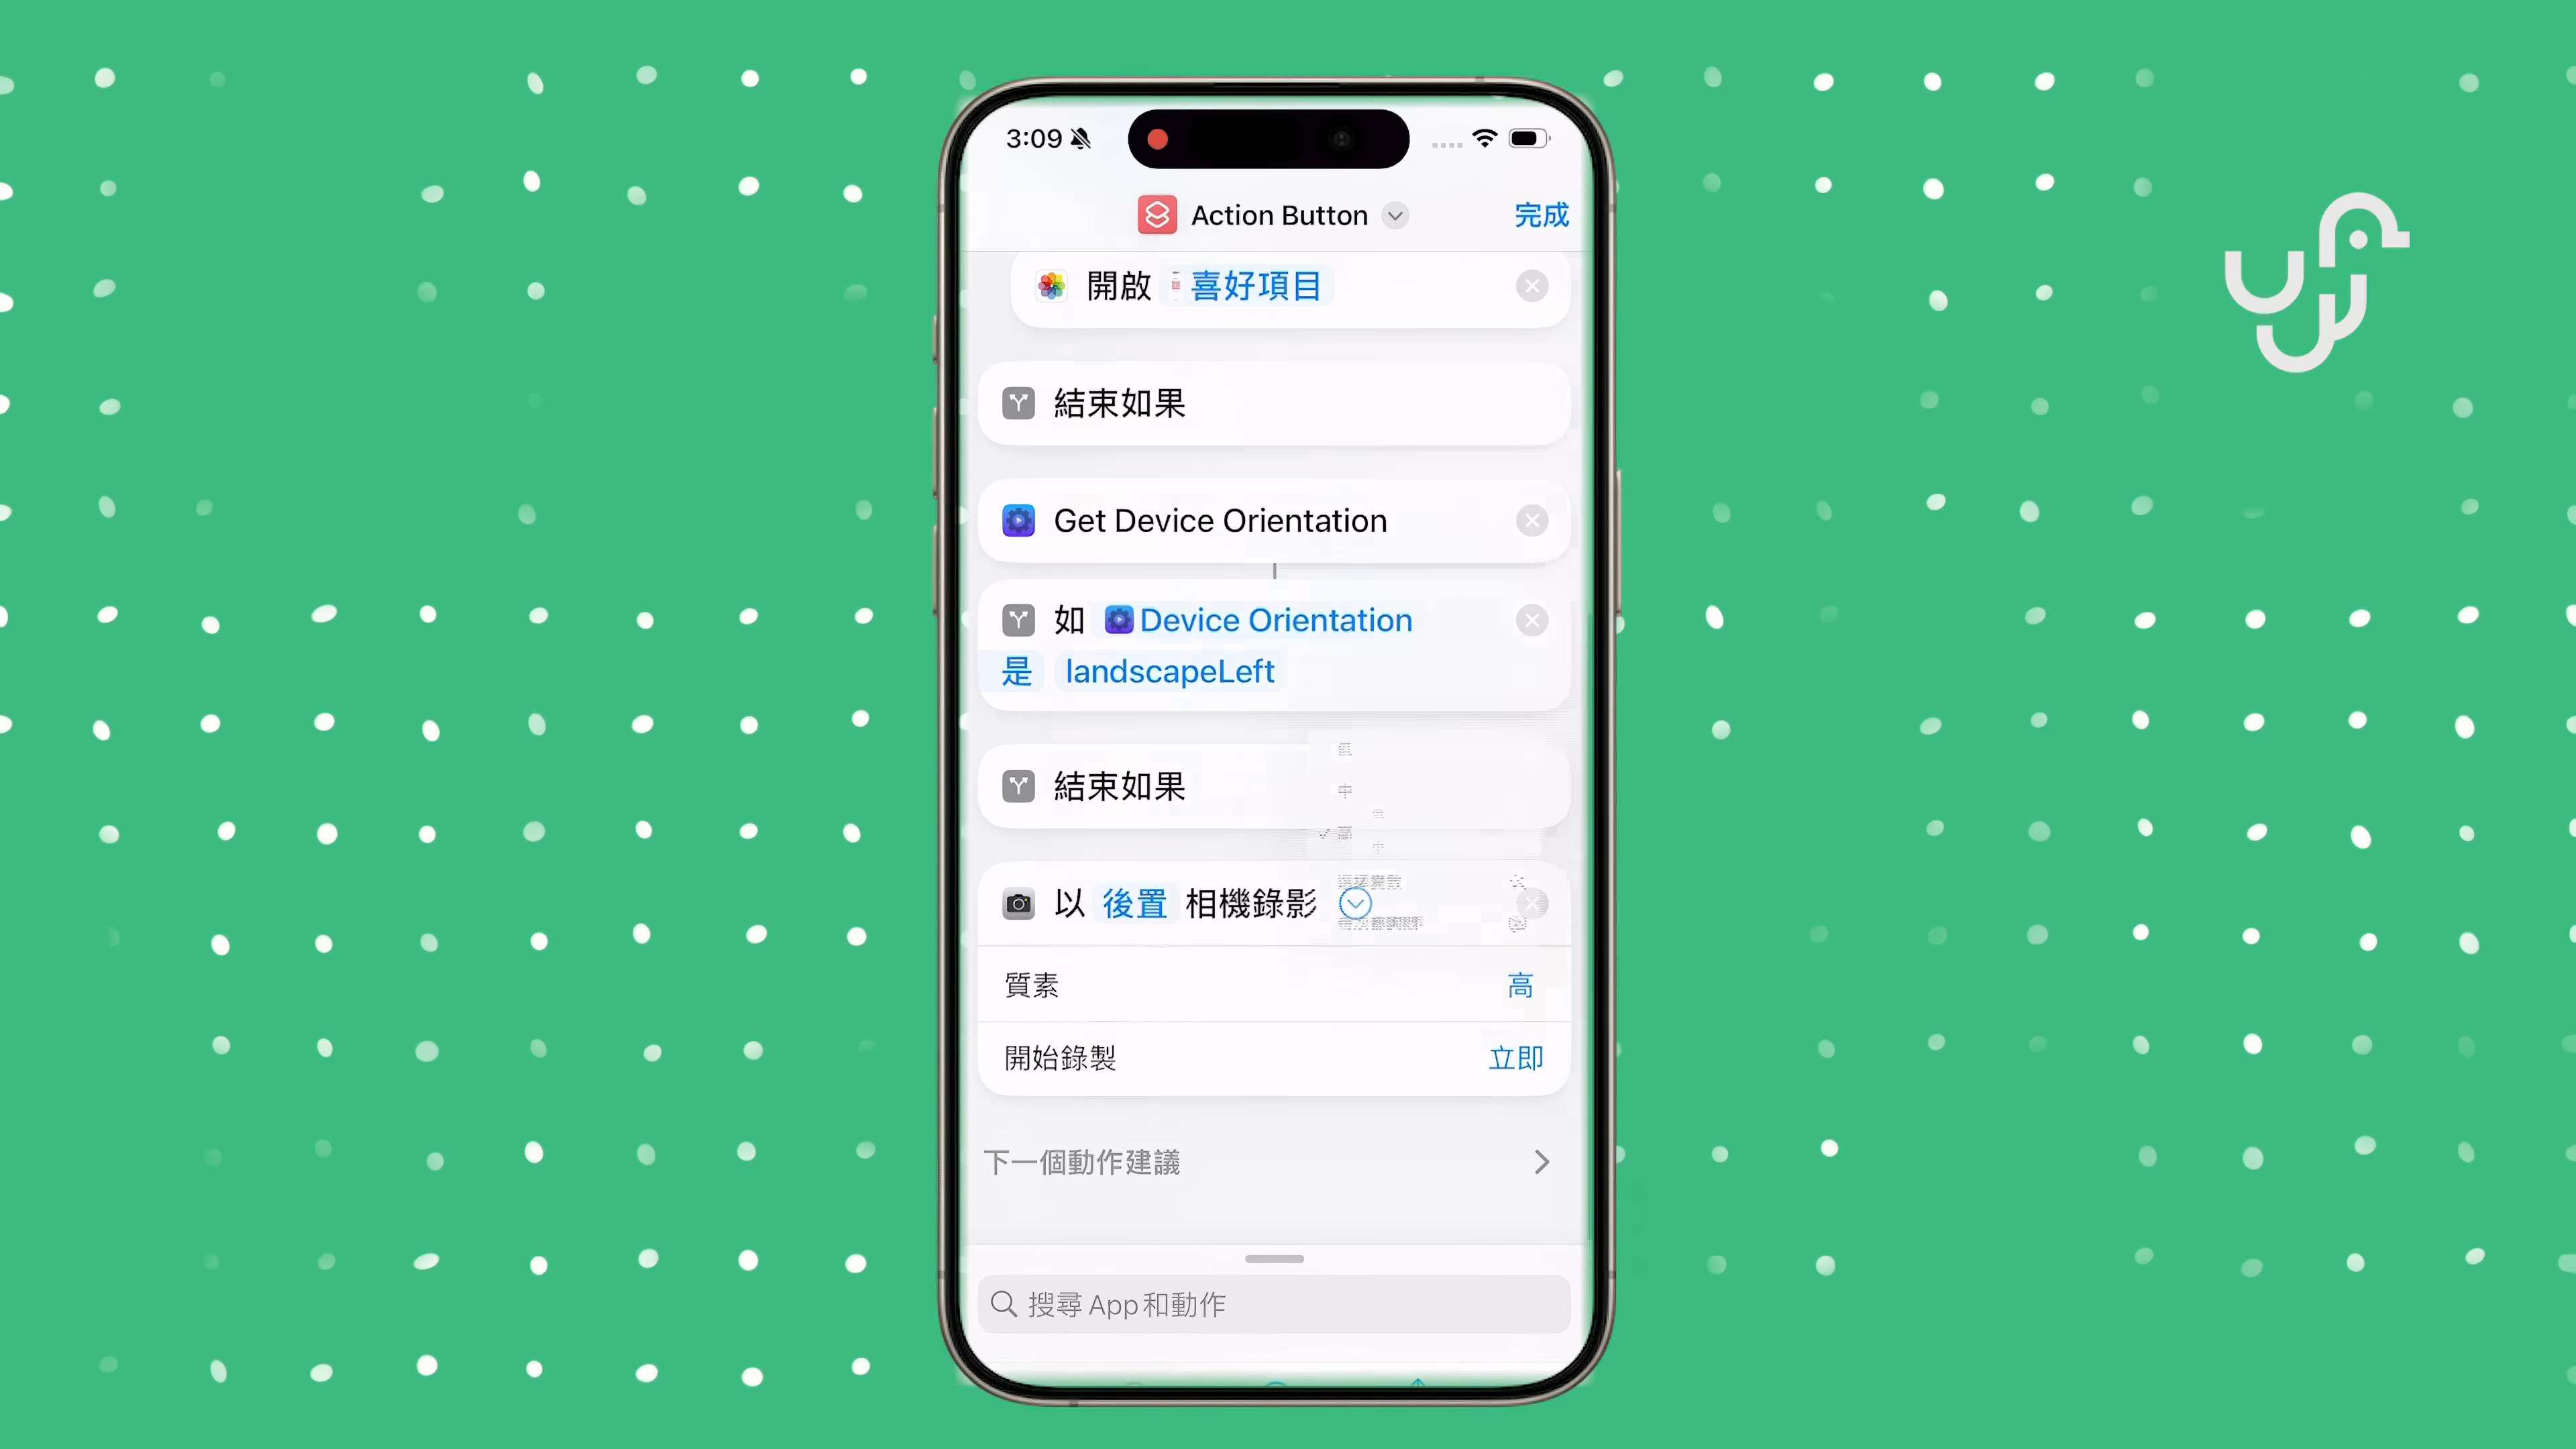 3:09
Action Button
完成
開啟 喜好項目
結束如果
Get Device Orientation
如 Device Orientation
是 landscapeLeft
結束如果
以 後置 相機錄影
質素 高
開始錄製 立即
下一個動作建議
搜尋 App 和動作